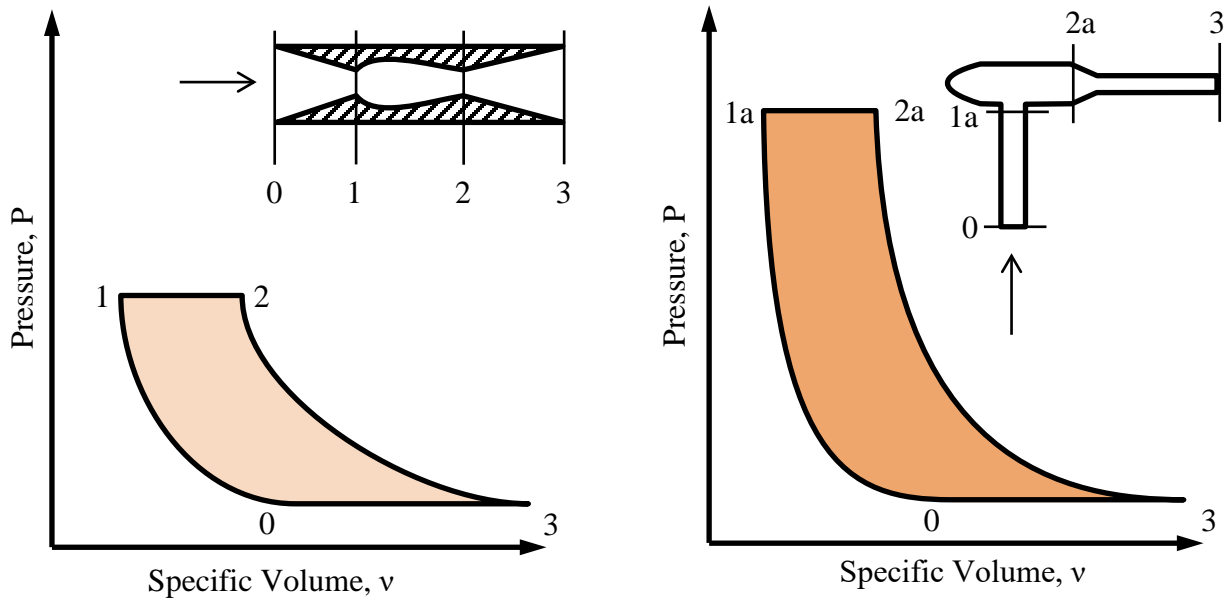 0
1
2
3
Pressure, P
1
2
0
3
Specific Volume, ν
2a
3
1a
0
Pressure, P
1a
2a
0
3
Specific Volume, ν